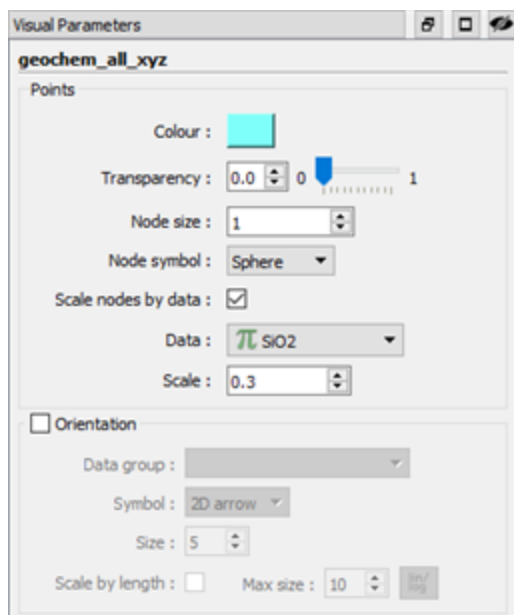 Visual Parameters
geochem_all_xyz
Points
Colour :
Transparency : 0.0 0 1
Node size : 1
Node symbol : Sphere
Scale nodes by data :
Data : π SiO2
Scale : 0.3
Orientation
Data group :
Symbol : 2D arrow
Size : 5
Scale by length : Max size : 10 lin/
log